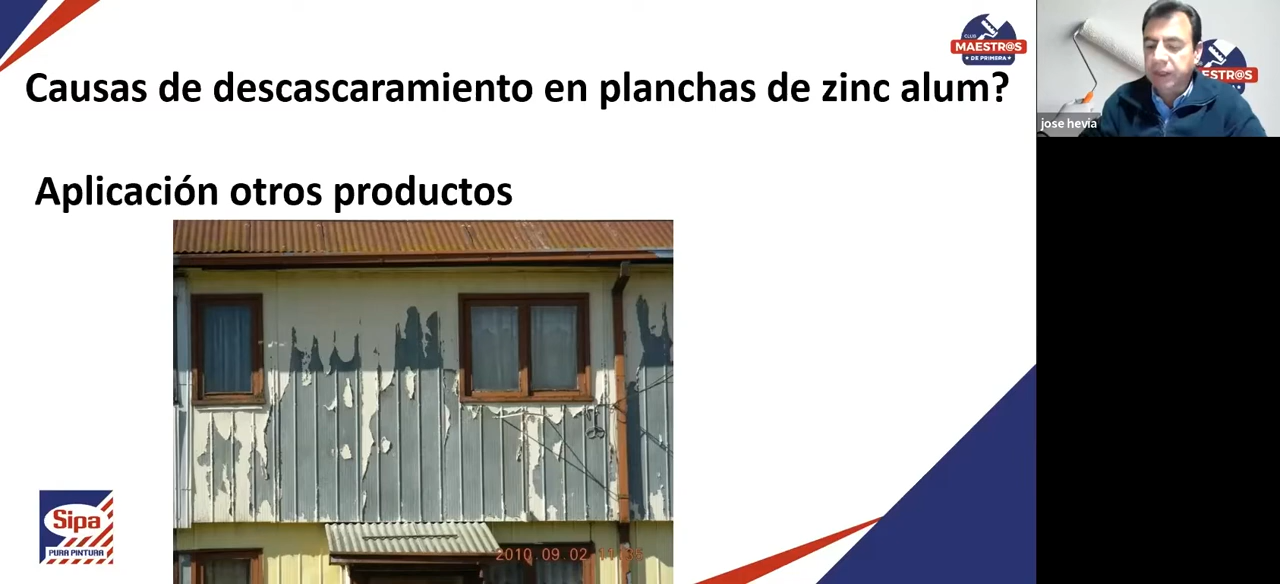 CLUB
MAESTR@S
DE PRIMERA
Causas de descascaramiento en planchas de zinc alum?
ESTR@S
jose hevia
Aplicación otros productos
Sipa
PURA PINTURA
2010.09.02